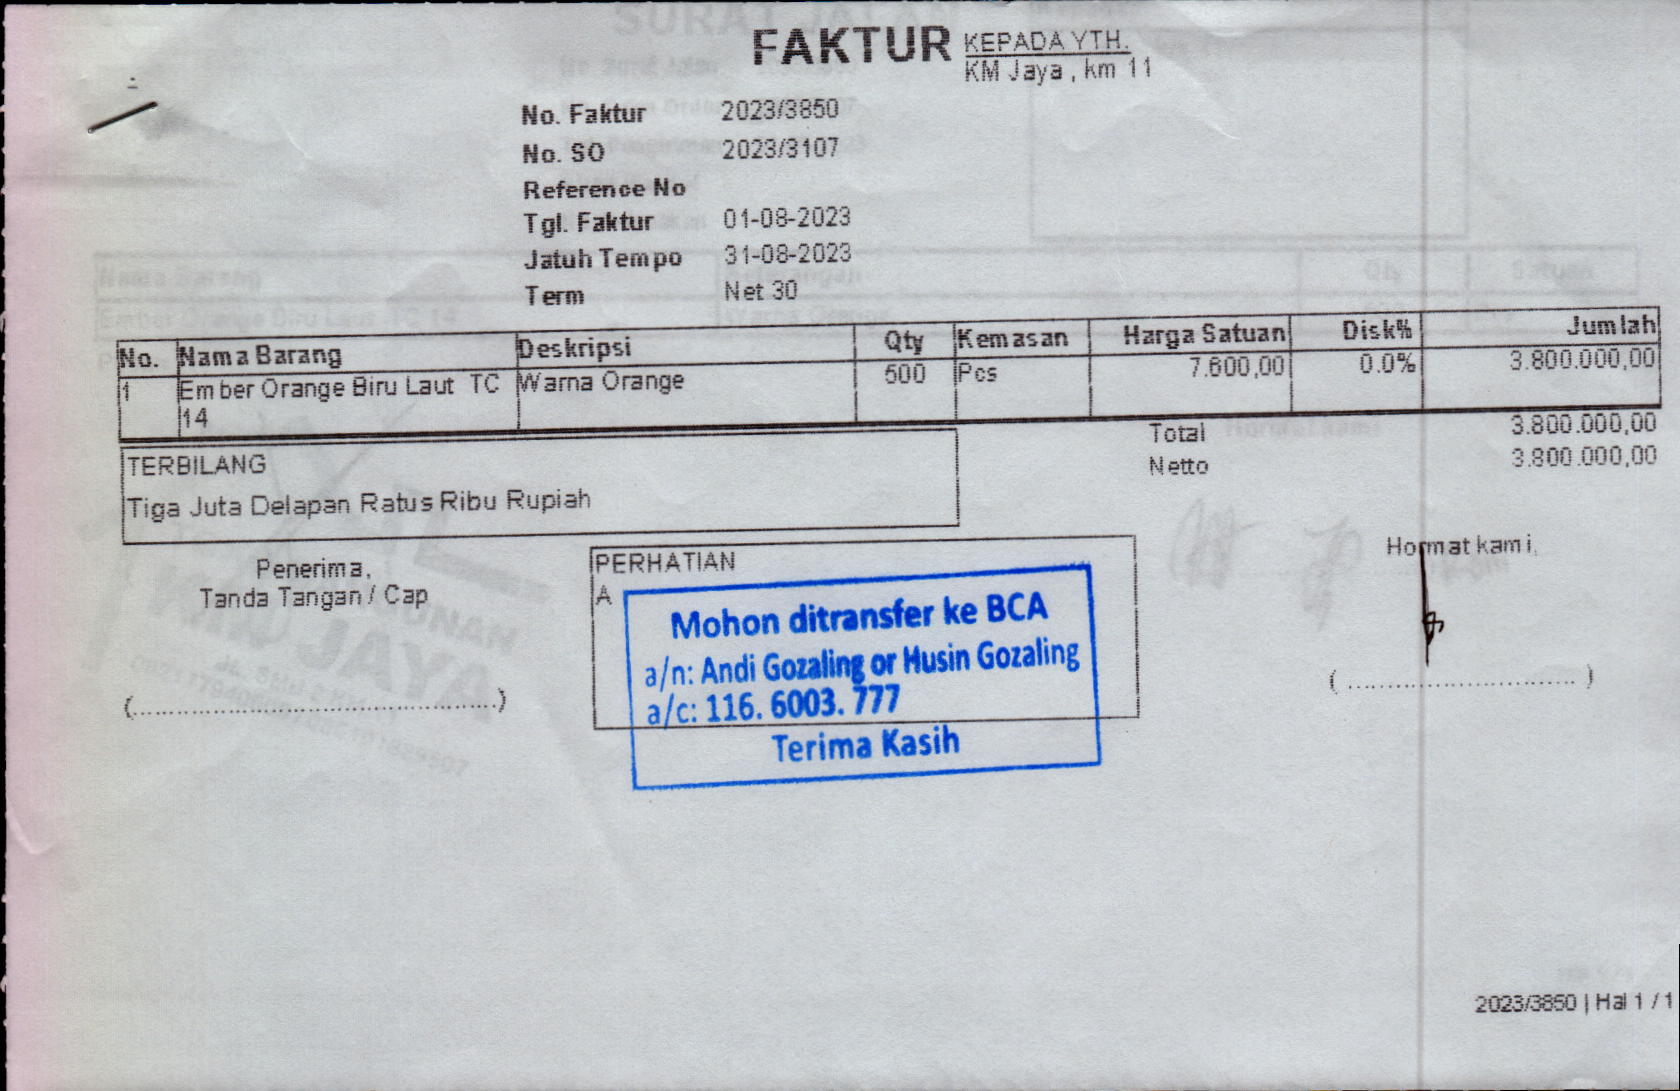 FAKTUR
KEPADA YTH.
KM Jaya , km 11
No. Faktur 2023/3850
No. SO 2023/3107
Reference No
Tgl. Faktur 01-08-2023
Jatuh Tempo 31-08-2023
Term Net 30
No. Nama Barang Deskripsi Qty Kemasan Harga Satuan Disk% Jumlah
1 Ember Orange Biru Laut TC Warna Orange 500 Pcs 7.600,00 0.0% 3.800.000,00
14
Total 3.800.000,00
Netto 3.800.000,00
TERBILANG
Tiga Juta Delapan Ratus Ribu Rupiah
Penerima,
Tanda Tangan / Cap
(................................................)
PERHATIAN
A
Mohon ditransfer ke BCA
a/n: Andi Gozaling or Husin Gozaling
a/c: 116. 6003. 777
Terima Kasih
Hormat kami,
( .............................. )
2023/3850 | Hal 1 / 1